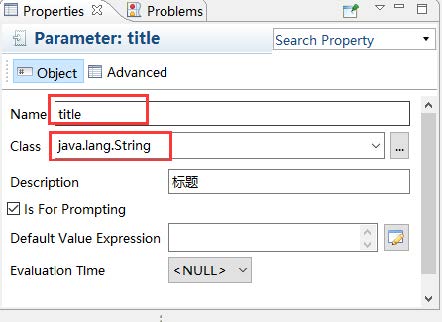 Properties Problems
Parameter: title
Search Property
Object Advanced
Name title
Class java.lang.String ...
Description 标题
Is For Prompting
Default Value Expression
Evaluation TIme <NULL>